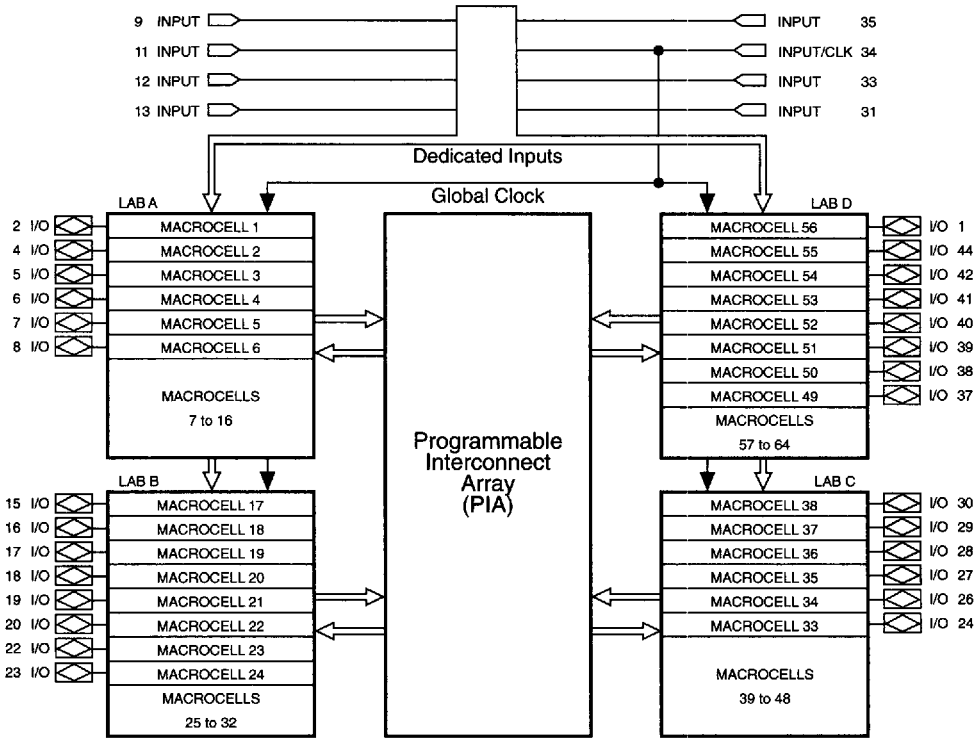 9 INPUT
11 INPUT
12 INPUT
13 INPUT
INPUT 35
INPUT/CLK 34
INPUT 33
INPUT 31
Dedicated Inputs
Global Clock
LAB A
2 I/O MACROCELL 1
4 I/O MACROCELL 2
5 I/O MACROCELL 3
6 I/O MACROCELL 4
7 I/O MACROCELL 5
8 I/O MACROCELL 6
MACROCELLS
7 to 16
LAB B
15 I/O MACROCELL 17
16 I/O MACROCELL 18
17 I/O MACROCELL 19
18 I/O MACROCELL 20
19 I/O MACROCELL 21
20 I/O MACROCELL 22
22 I/O MACROCELL 23
23 I/O MACROCELL 24
MACROCELLS
25 to 32
Programmable
Interconnect
Array
(PIA)
LAB D
MACROCELL 56 I/O 1
MACROCELL 55 I/O 44
MACROCELL 54 I/O 42
MACROCELL 53 I/O 41
MACROCELL 52 I/O 40
MACROCELL 51 I/O 39
MACROCELL 50 I/O 38
MACROCELL 49 I/O 37
MACROCELLS
57 to 64
LAB C
MACROCELL 38 I/O 30
MACROCELL 37 I/O 29
MACROCELL 36 I/O 28
MACROCELL 35 I/O 27
MACROCELL 34 I/O 26
MACROCELL 33 I/O 24
MACROCELLS
39 to 48